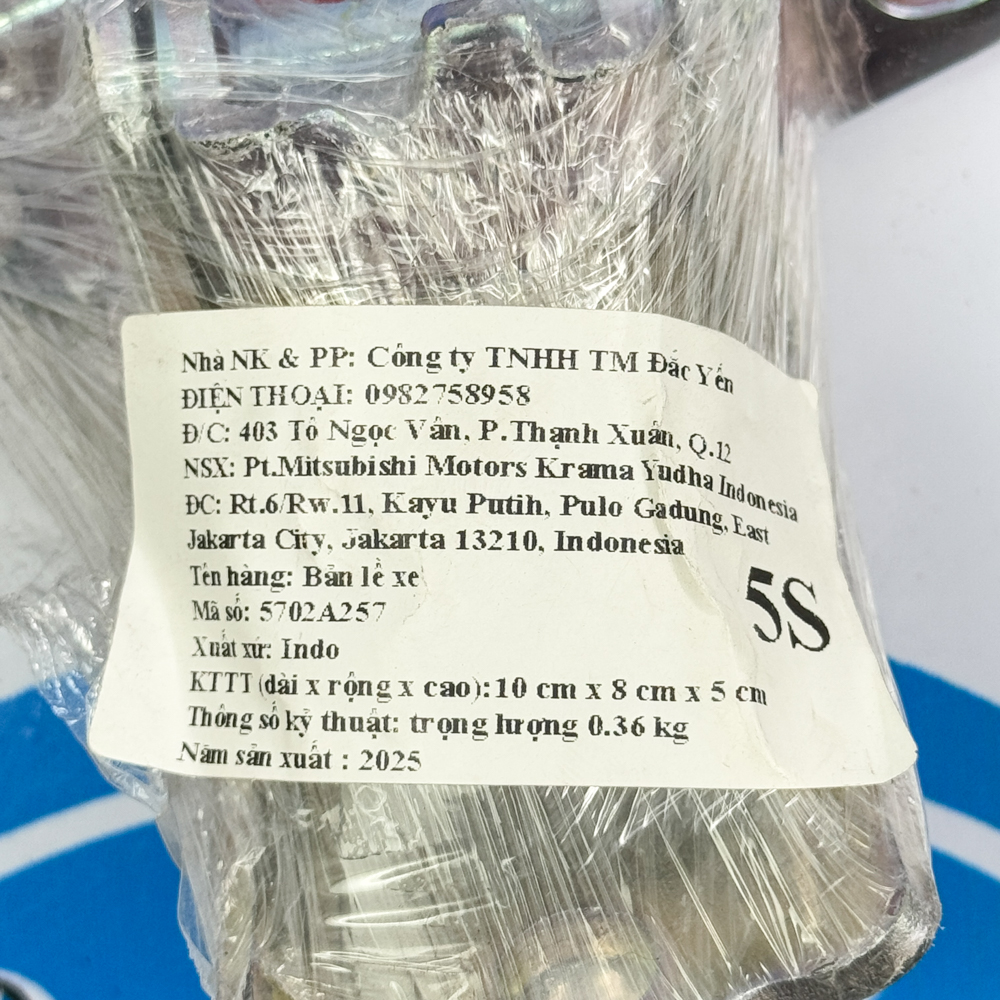 Nhà NK & PP: Công ty TNHH TM Đắc Yến
ĐIỆN THOẠI: 0982758958
Đ/C: 403 Tô Ngọc Vân, P.Thạnh Xuân, Q.12
NSX: Pt.Mitsubishi Motors Krama Yudha Indonesia
ĐC: Rt.6/Rw.11, Kayu Putih, Pulo Gadung, East
Jakarta City, Jakarta 13210, Indonesia
Tên hàng: Bản lề xe
Mã số: 5702A257
5S
Xuất xứ: Indo
KTTT (dài x rộng x cao):10 cm x 8 cm x 5 cm
Thông số kỹ thuật: trọng lượng 0.36 kg
Năm sản xuất : 2025